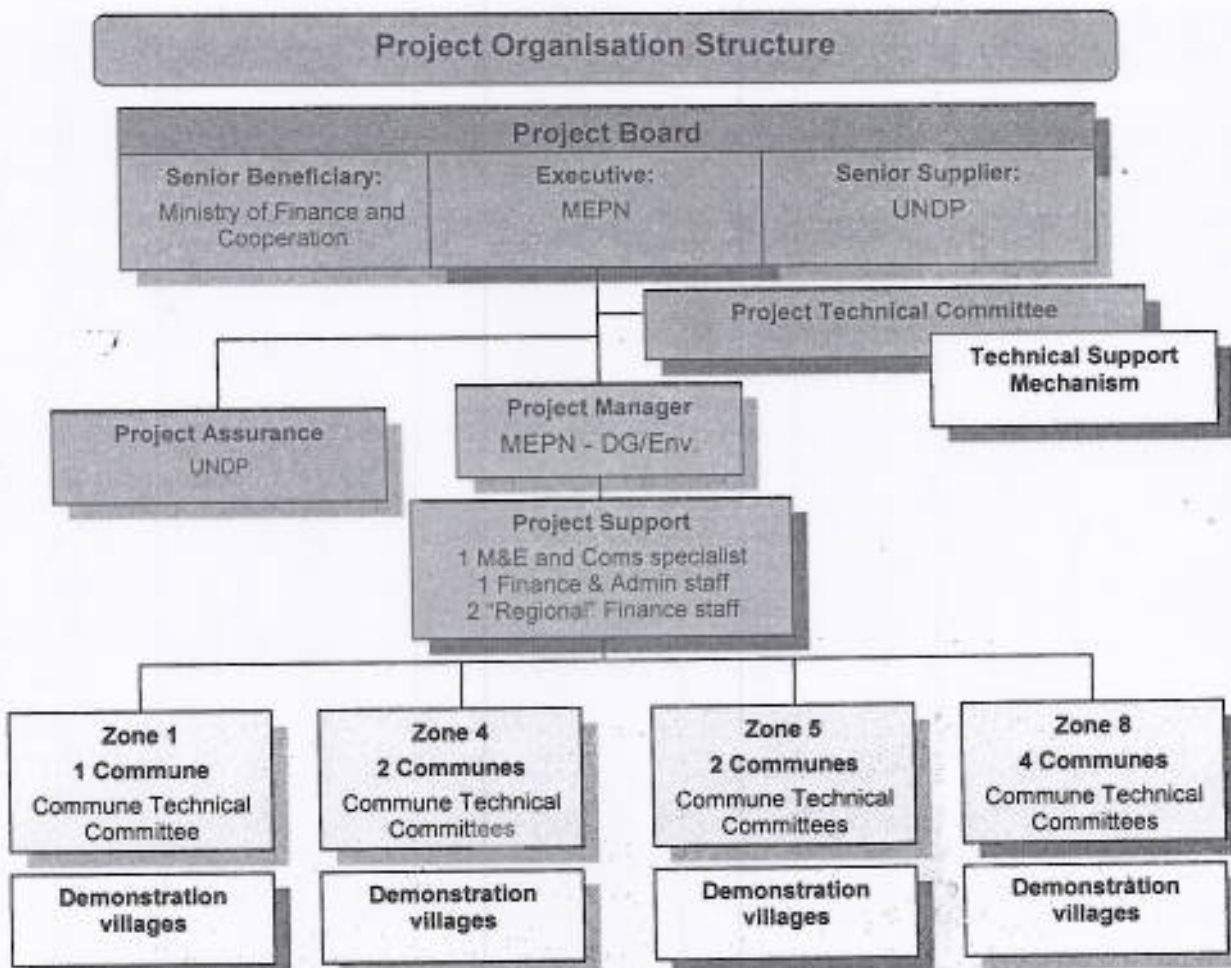 Project Organisation Structure
Project Board
Senior Beneficiary:
Ministry of Finance and
Cooperation
Executive:
MEPN
Senior Supplier:
UNDP
Project Technical Committee
Technical Support
Mechanism
Project Assurance
UNDP
Project Manager
MEPN - DG/Env.
Project Support
1 M&E and Coms specialist
1 Finance & Admin staff
2 "Regional" Finance staff
Zone 1
1 Commune
Commune Technical
Committee
Zone 4
2 Communes
Commune Technical
Committees
Zone 5
2 Communes
Commune Technical
Committees
Zone 8
4 Communes
Commune Technical
Committees
Demonstration
villages
Demonstration
villages
Demonstration
villages
Demonstration
villages